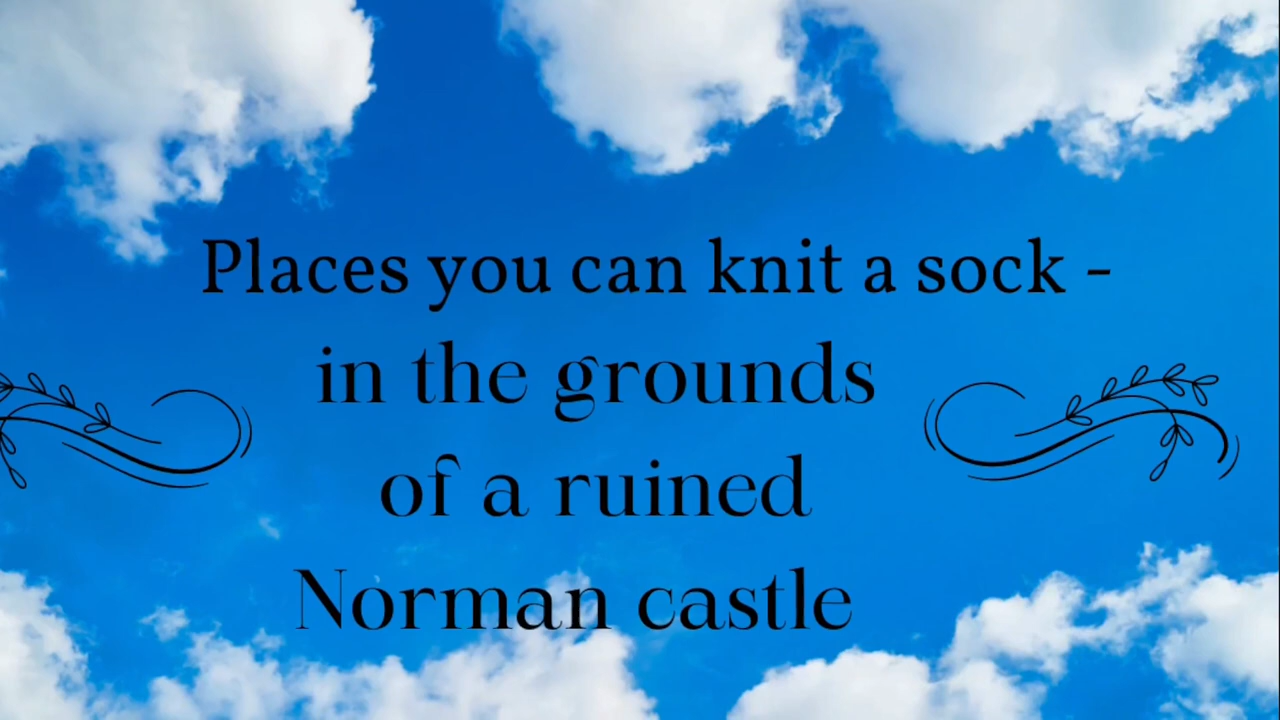 Places you can knit a sock -
in the grounds
of a ruined
Norman castle